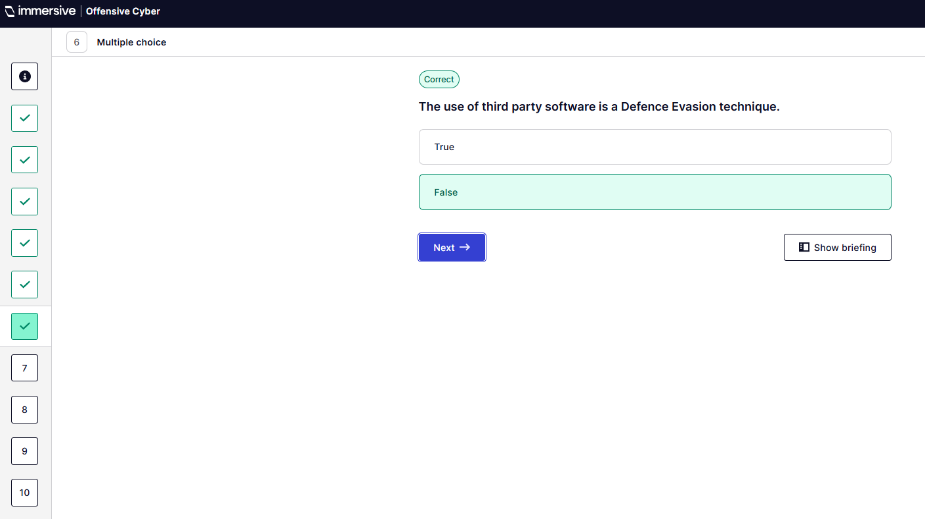 immersive | Offensive Cyber
6 Multiple choice
Correct
The use of third party software is a Defence Evasion technique.
True
False
Next →
Show briefing
7
8
9
10